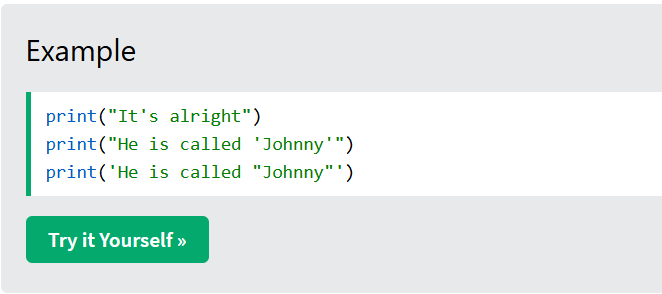 Example
print("It's alright")
print("He is called 'Johnny'")
print('He is called "Johnny"')
Try it Yourself »